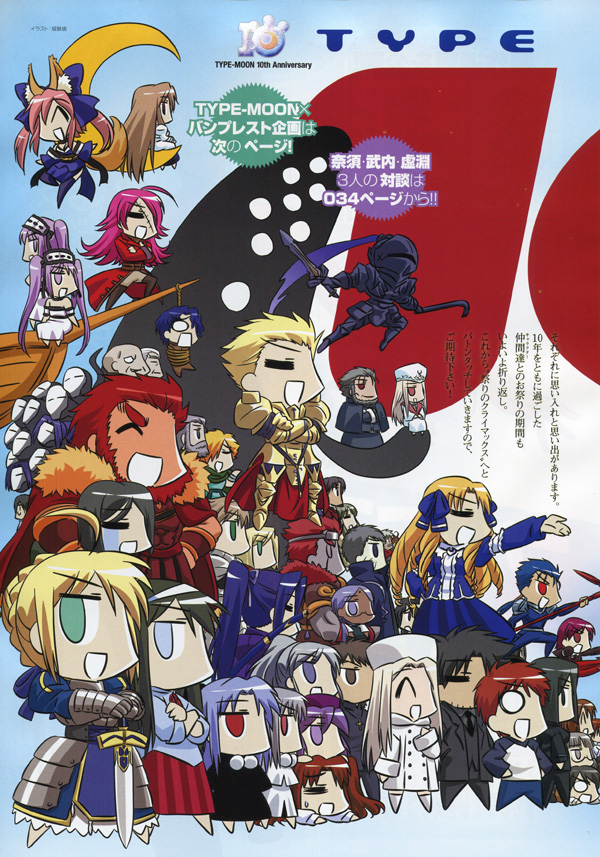 イラスト/経験値
10
TYPE
TYPE-MOON 10th Anniversary
TYPE-MOON×
バンプレスト企画は
次のページ!
奈須・武内・虚淵
3人の対談は
034ページから!!
それぞれに思い入れと思い出があります。
10年をともに過ごした
仲間達とのお祭りの期間も
いよいよ折り返し。
これから“祭りのクライマックス”へと
バトンタッチしていきますので、
ご期待下さい!